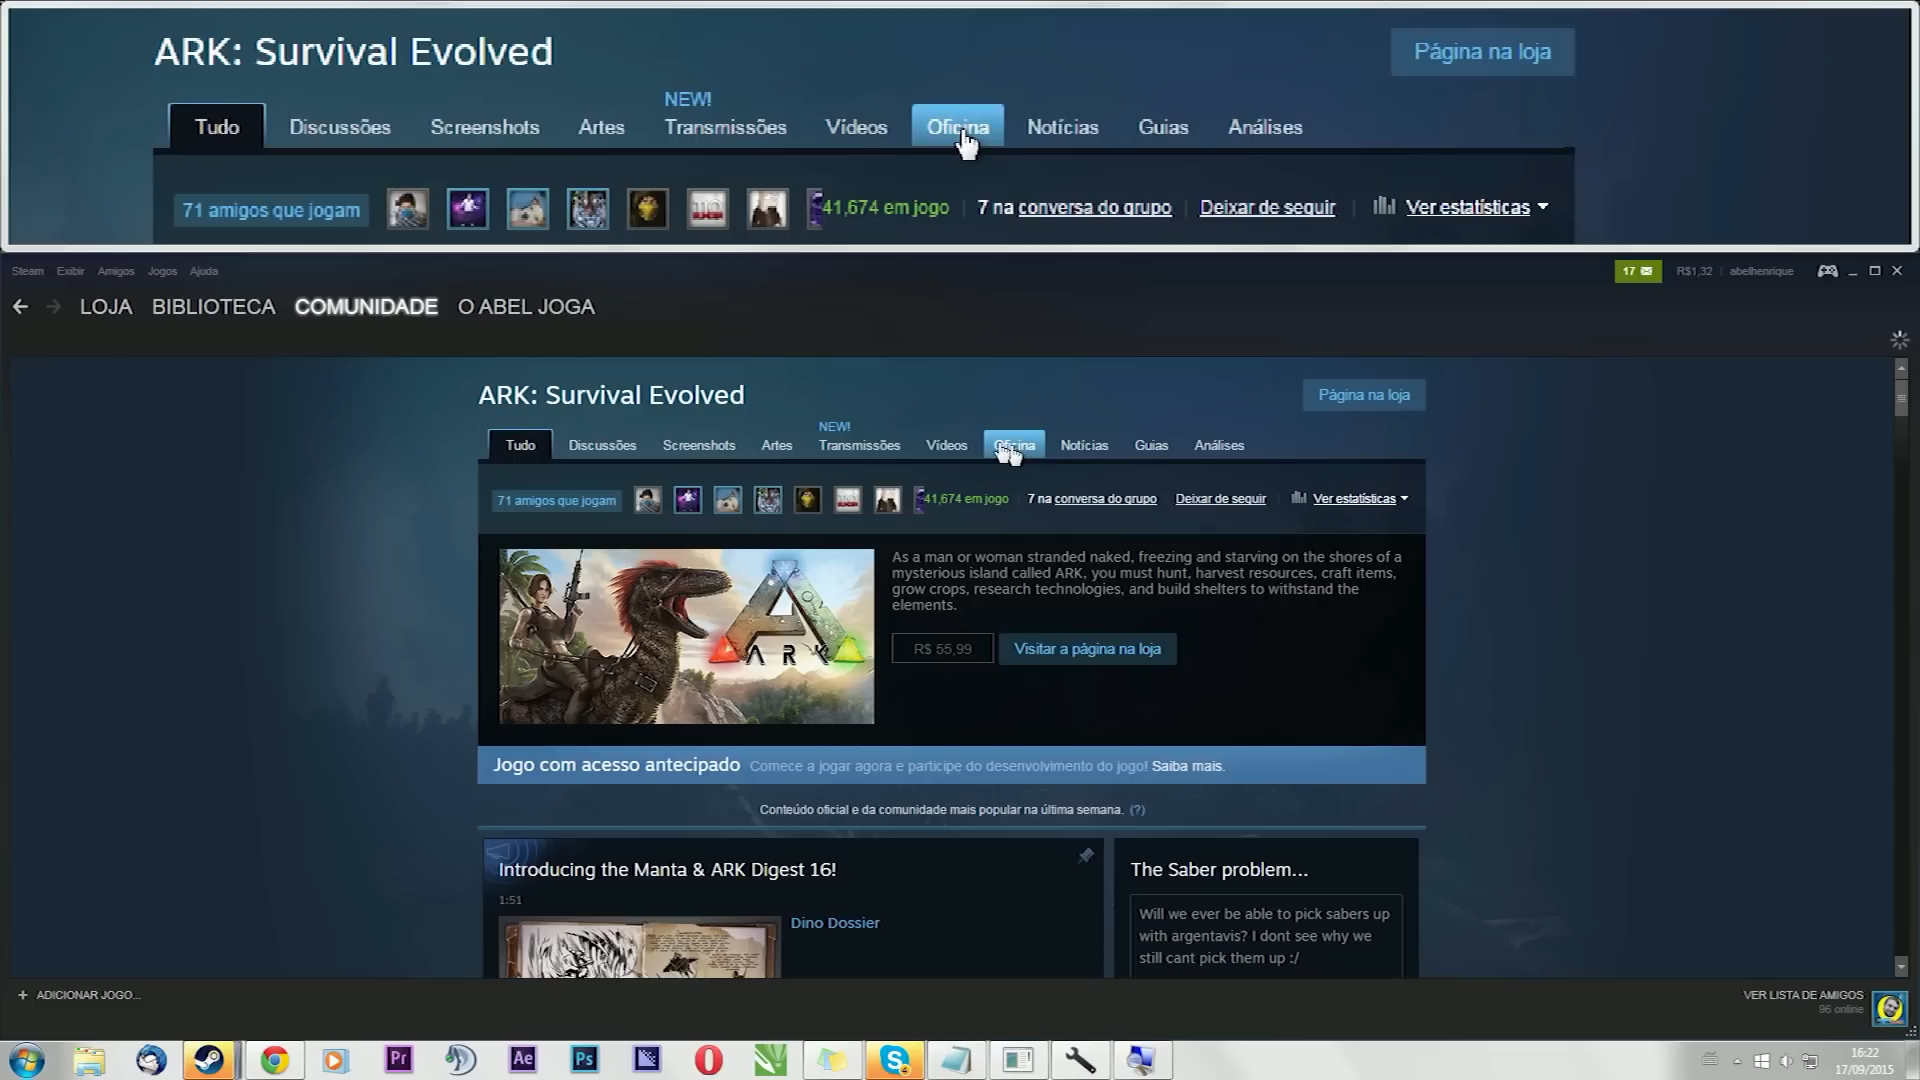 ARK: Survival Evolved
Página na loja
NEW!
Tudo Discussões Screenshots Artes Transmissões Vídeos Oficina Notícias Guias Análises
71 amigos que jogam 41,674 em jogo 7 na conversa do grupo Deixar de seguir Ver estatísticas
Steam Exibir Amigos Jogos Ajuda 17 R$1,32 abelhenrique
LOJA BIBLIOTECA COMUNIDADE O ABEL JOGA
ARK: Survival Evolved
Página na loja
NEW!
Tudo Discussões Screenshots Artes Transmissões Vídeos Oficina Notícias Guias Análises
71 amigos que jogam 41,674 em jogo 7 na conversa do grupo Deixar de seguir Ver estatísticas
As a man or woman stranded naked, freezing and starving on the shores of a
mysterious island called ARK, you must hunt, harvest resources, craft items,
grow crops, research technologies, and build shelters to withstand the
elements.
R$ 55,99 Visitar a página na loja
ARK
Jogo com acesso antecipado Comece a jogar agora e participe do desenvolvimento do jogo! Saiba mais.
Conteúdo oficial e da comunidade mais popular na última semana. (?)
Introducing the Manta & ARK Digest 16!
1:51
Dino Dossier
The Saber problem...
Will we ever be able to pick sabers up
with argentavis? I dont see why we
still cant pick them up :/
+ ADICIONAR JOGO...
VER LISTA DE AMIGOS
96 online
Pr Ae Ps S 4
16:22
17/09/2015